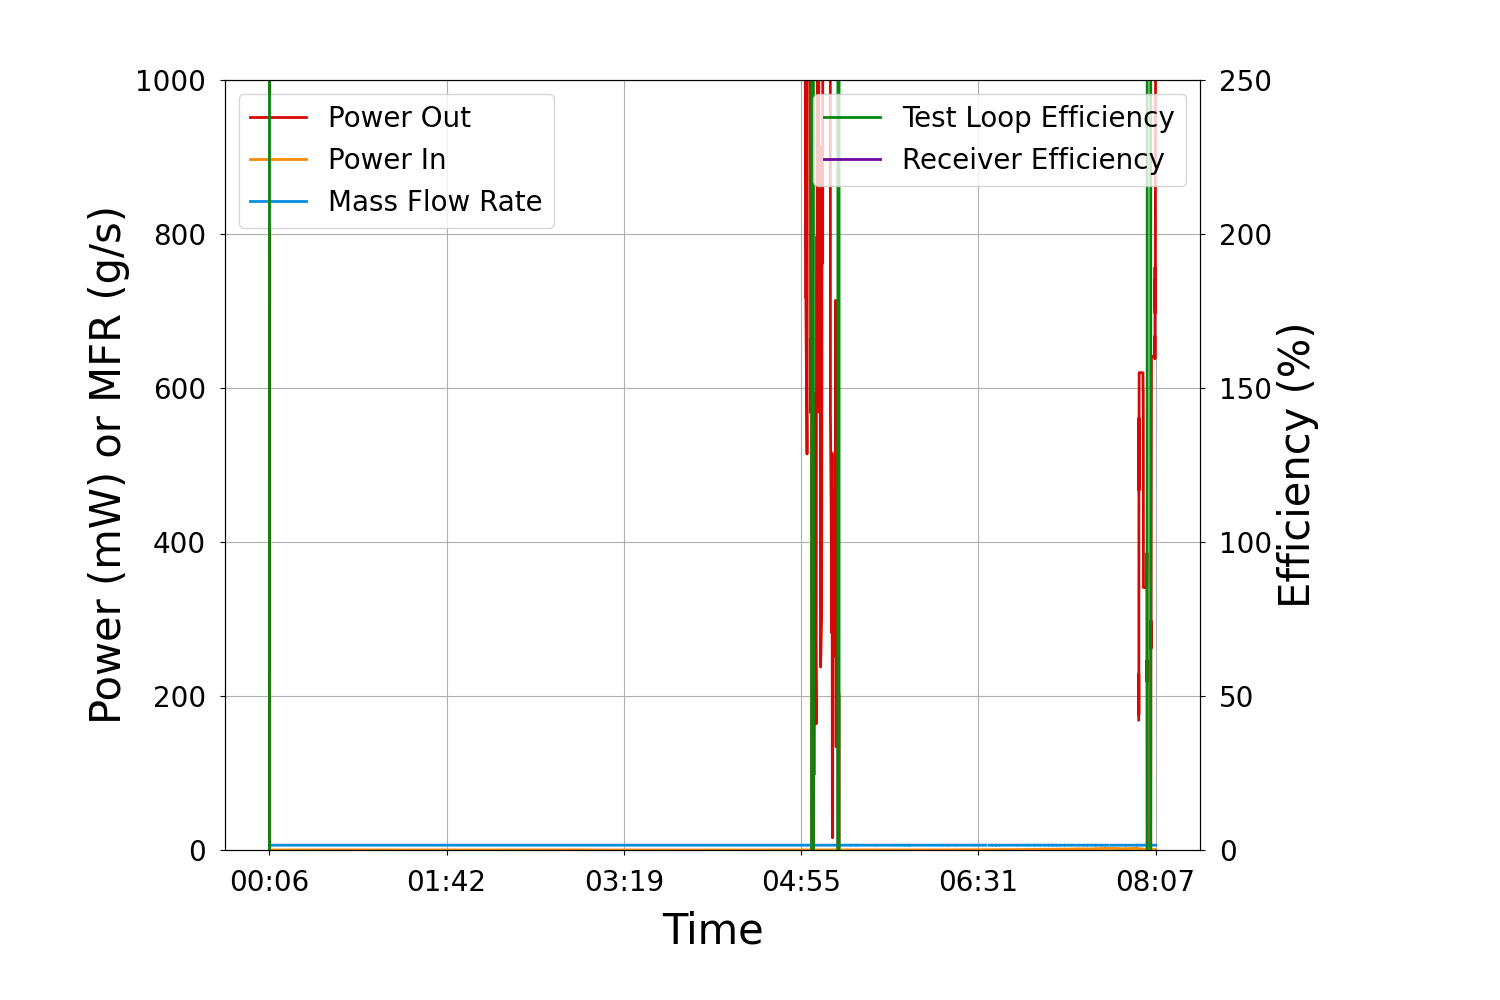 1000
800
600
400
200
0
Power (mW) or MFR (g/s)
Power Out
Power In
Mass Flow Rate
Test Loop Efficiency
Receiver Efficiency
250
200
150
100
50
0
Efficiency (%)
00:06 01:42 03:19 04:55 06:31 08:07
Time